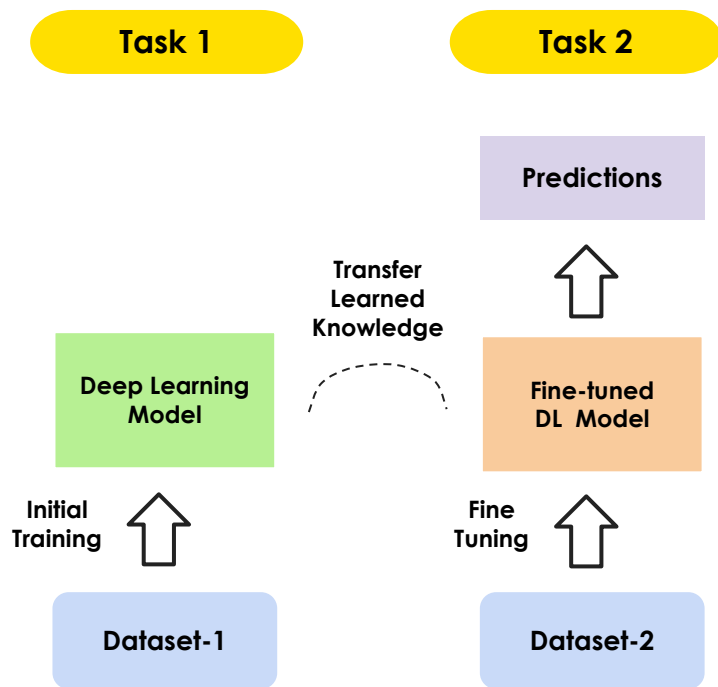 Task 1
Task 2
Predictions
Transfer
Learned
Knowledge
Deep Learning
Model
Fine-tuned
DL Model
Initial
Training
Fine
Tuning
Dataset-1
Dataset-2